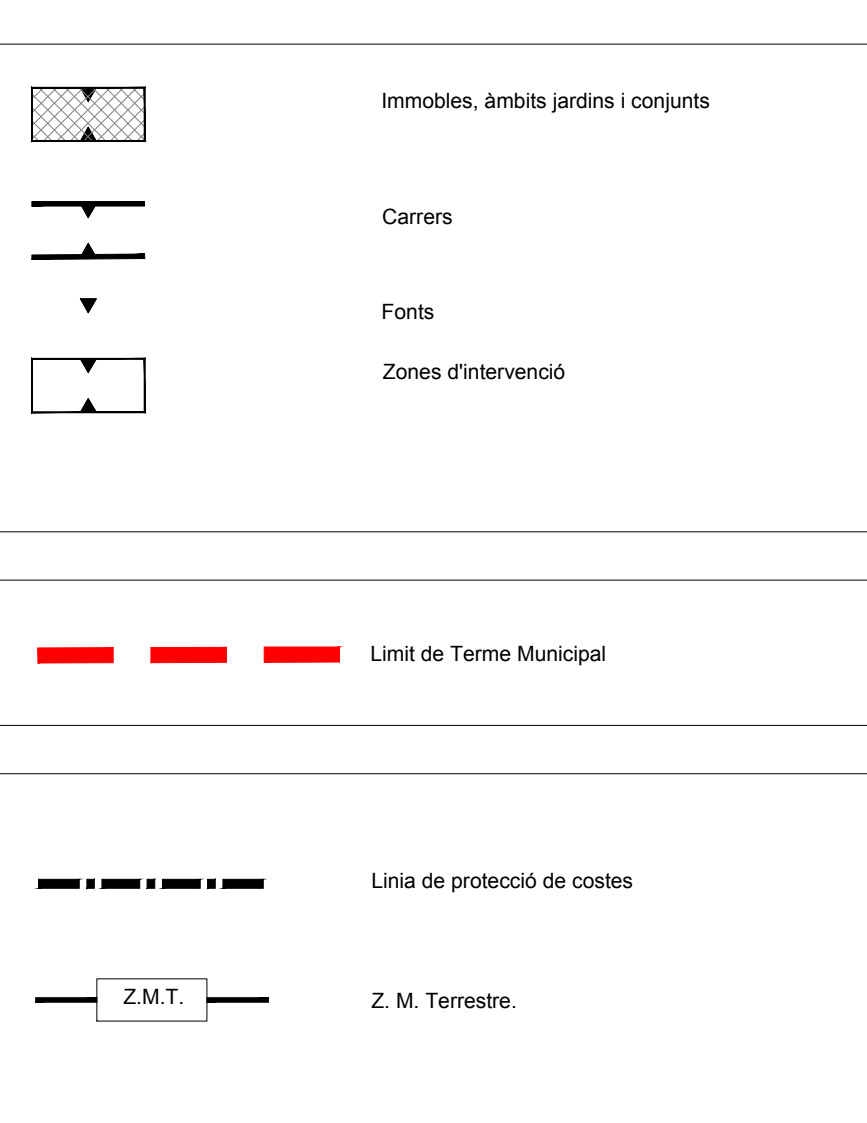 Immobles, àmbits jardins i conjunts
Carrers
Fonts
Zones d'intervenció
Limit de Terme Municipal
Linia de protecció de costes
Z.M.T.
Z. M. Terrestre.